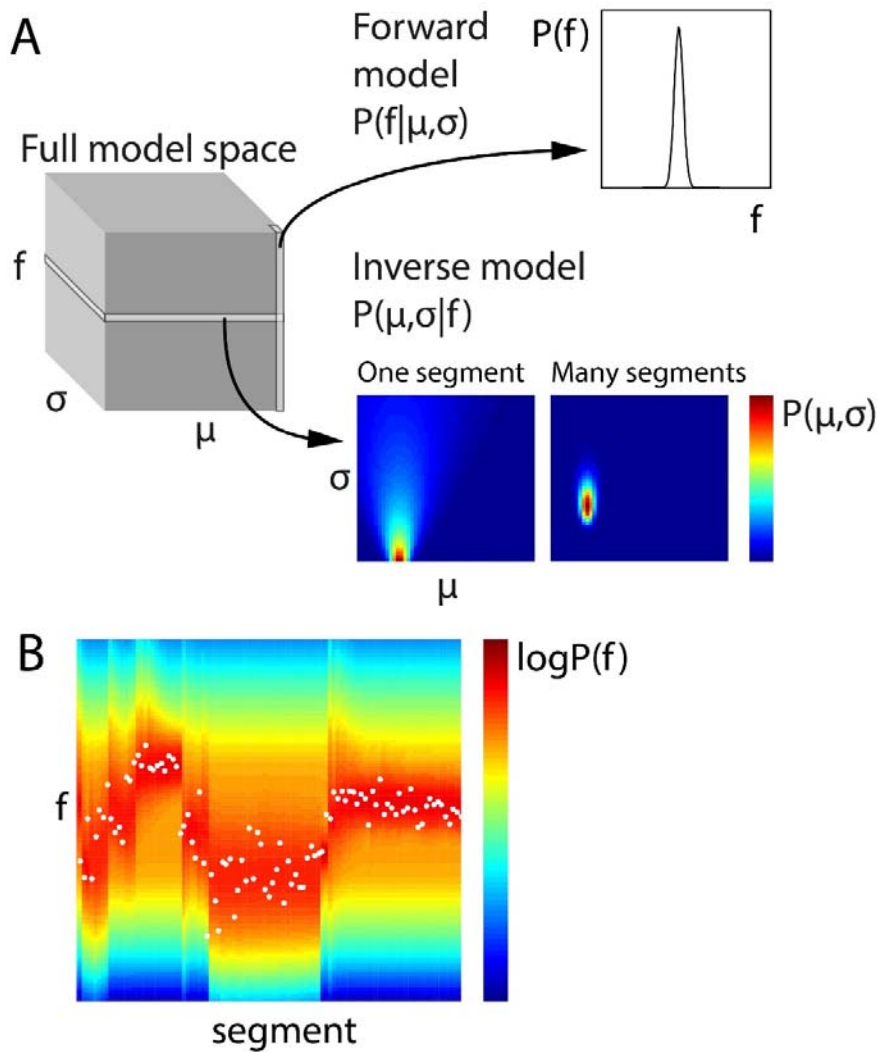 A
Forward
model
P(f|μ,σ)
P(f)
f
Full model space
f
σ
μ
Inverse model
P(μ,σ|f)
One segment
Many segments
P(μ,σ)
σ
μ
B
logP(f)
f
segment